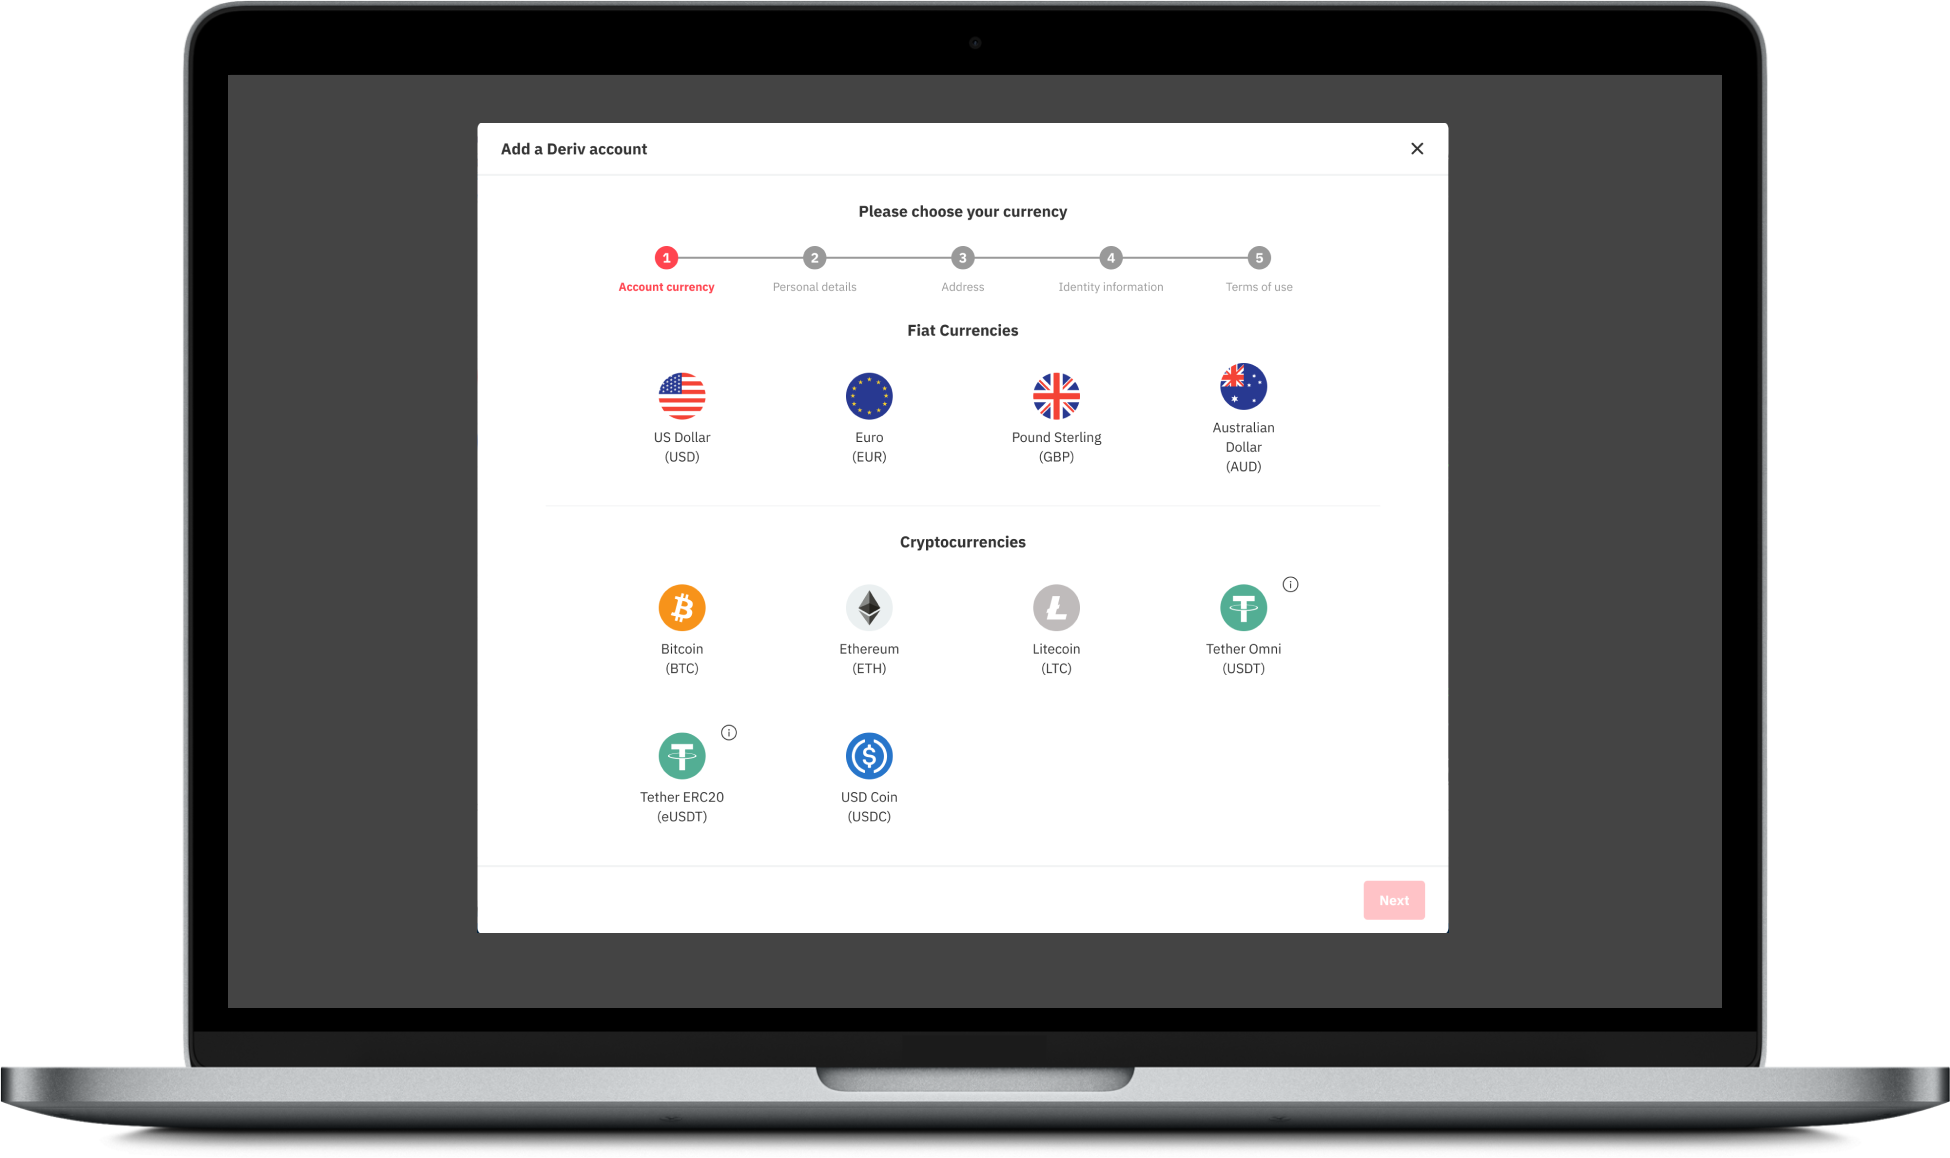 Add a Deriv account
Please choose your currency
1 2 3 4 5
Account currency Personal details Address Identity information Terms of use
Fiat Currencies
US Dollar
(USD)
Euro
(EUR)
Pound Sterling
(GBP)
Australian
Dollar
(AUD)
Cryptocurrencies
Bitcoin
(BTC)
Ethereum
(ETH)
Litecoin
(LTC)
Tether Omni
(USDT)
Tether ERC20
(eUSDT)
USD Coin
(USDC)
Next